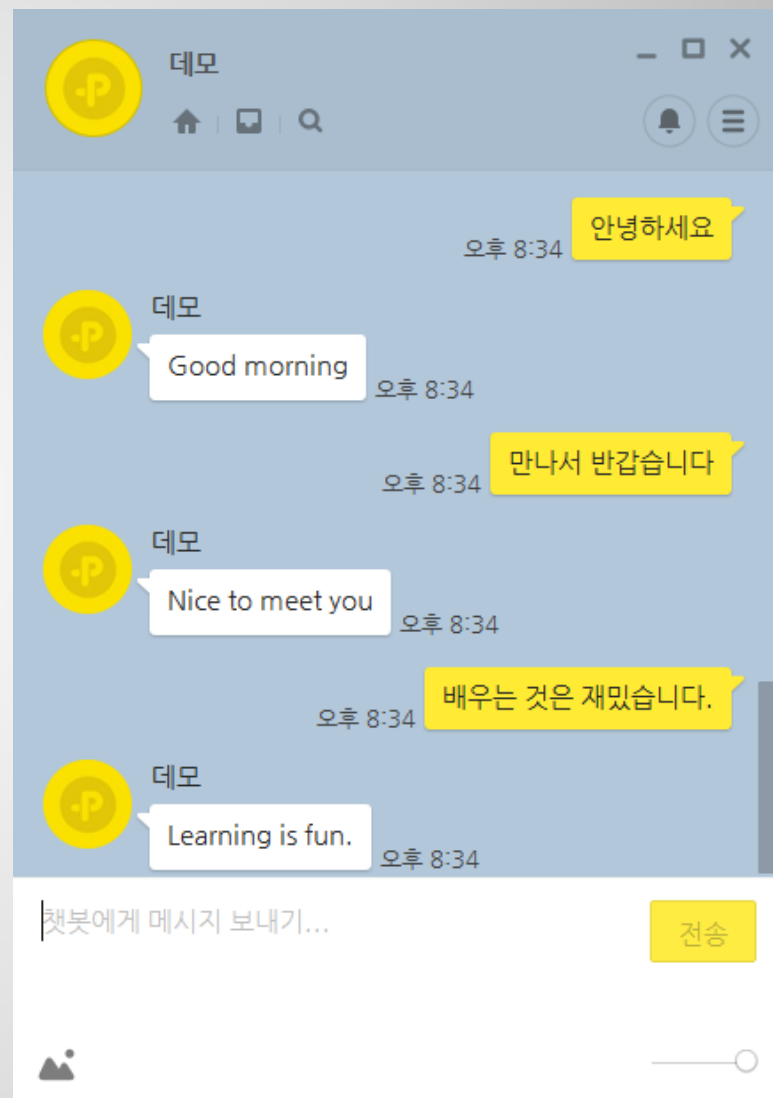 데모
안녕하세요
오후 8:34
데모
Good morning
오후 8:34
만나서 반갑습니다
오후 8:34
데모
Nice to meet you
오후 8:34
배우는 것은 재밌습니다.
오후 8:34
데모
Learning is fun.
오후 8:34
챗봇에게 메시지 보내기...
전송